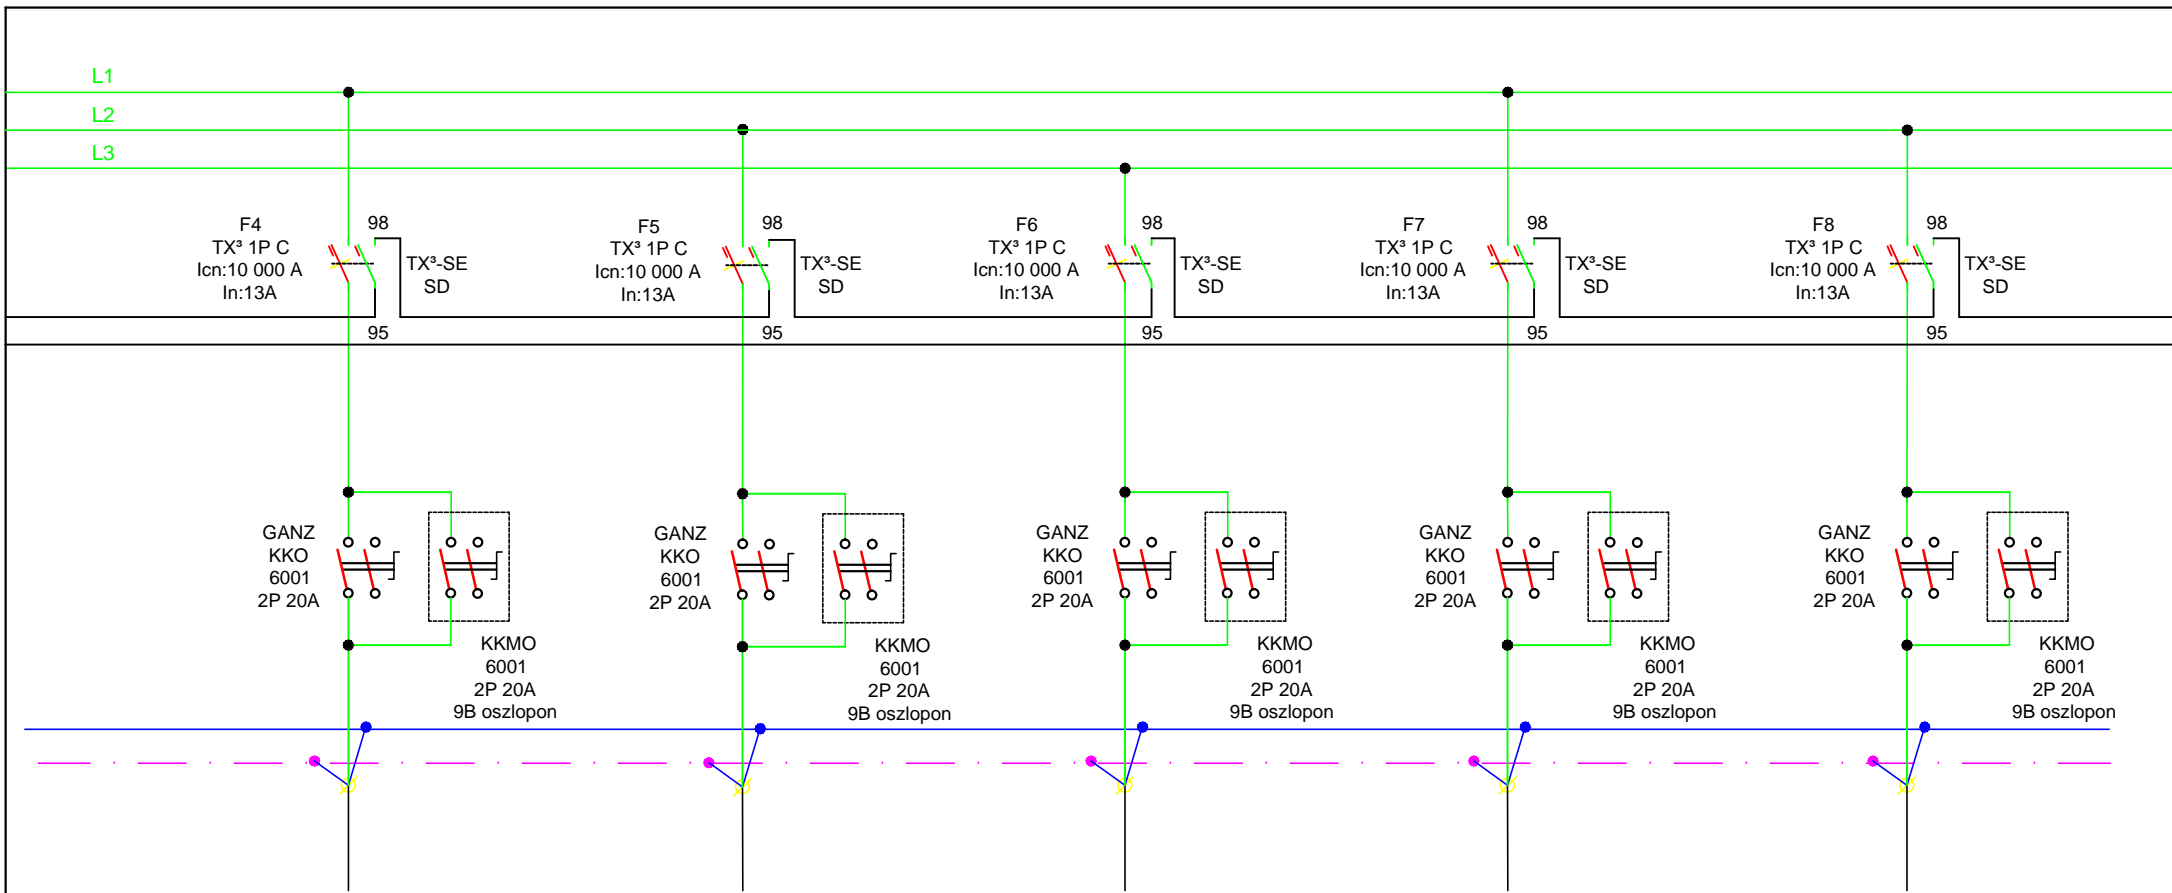 L1
L2
L3
F4
TX³ 1P C
Icn:10 000 A
In:13A
98
TX³-SE
SD
95
F5
TX³ 1P C
Icn:10 000 A
In:13A
98
TX³-SE
SD
95
F6
TX³ 1P C
Icn:10 000 A
In:13A
98
TX³-SE
SD
95
F7
TX³ 1P C
Icn:10 000 A
In:13A
98
TX³-SE
SD
95
F8
TX³ 1P C
Icn:10 000 A
In:13A
98
TX³-SE
SD
95
GANZ
KKO
6001
2P 20A
KKMO
6001
2P 20A
9B oszlopon
GANZ
KKO
6001
2P 20A
KKMO
6001
2P 20A
9B oszlopon
GANZ
KKO
6001
2P 20A
KKMO
6001
2P 20A
9B oszlopon
GANZ
KKO
6001
2P 20A
KKMO
6001
2P 20A
9B oszlopon
GANZ
KKO
6001
2P 20A
KKMO
6001
2P 20A
9B oszlopon